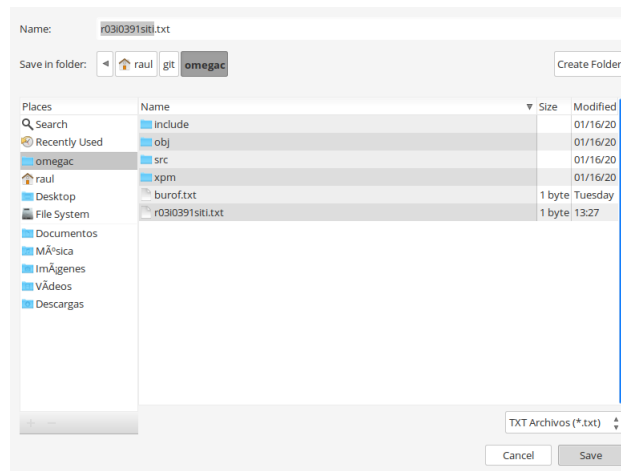 Name: r03i0391siti.txt
Save in folder: raul git omegac Create Folder
Places Name Size Modified
Search include 01/16/20
Recently Used obj 01/16/20
omegac src 01/16/20
raul xpm 01/16/20
Desktop burof.txt 1 byte Tuesday
File System r03i0391siti.txt 1 byte 13:27
Documentos
MÃºsica
ImÃ¡genes
VÃ­deos
Descargas
TXT Archivos (*.txt)
Cancel Save